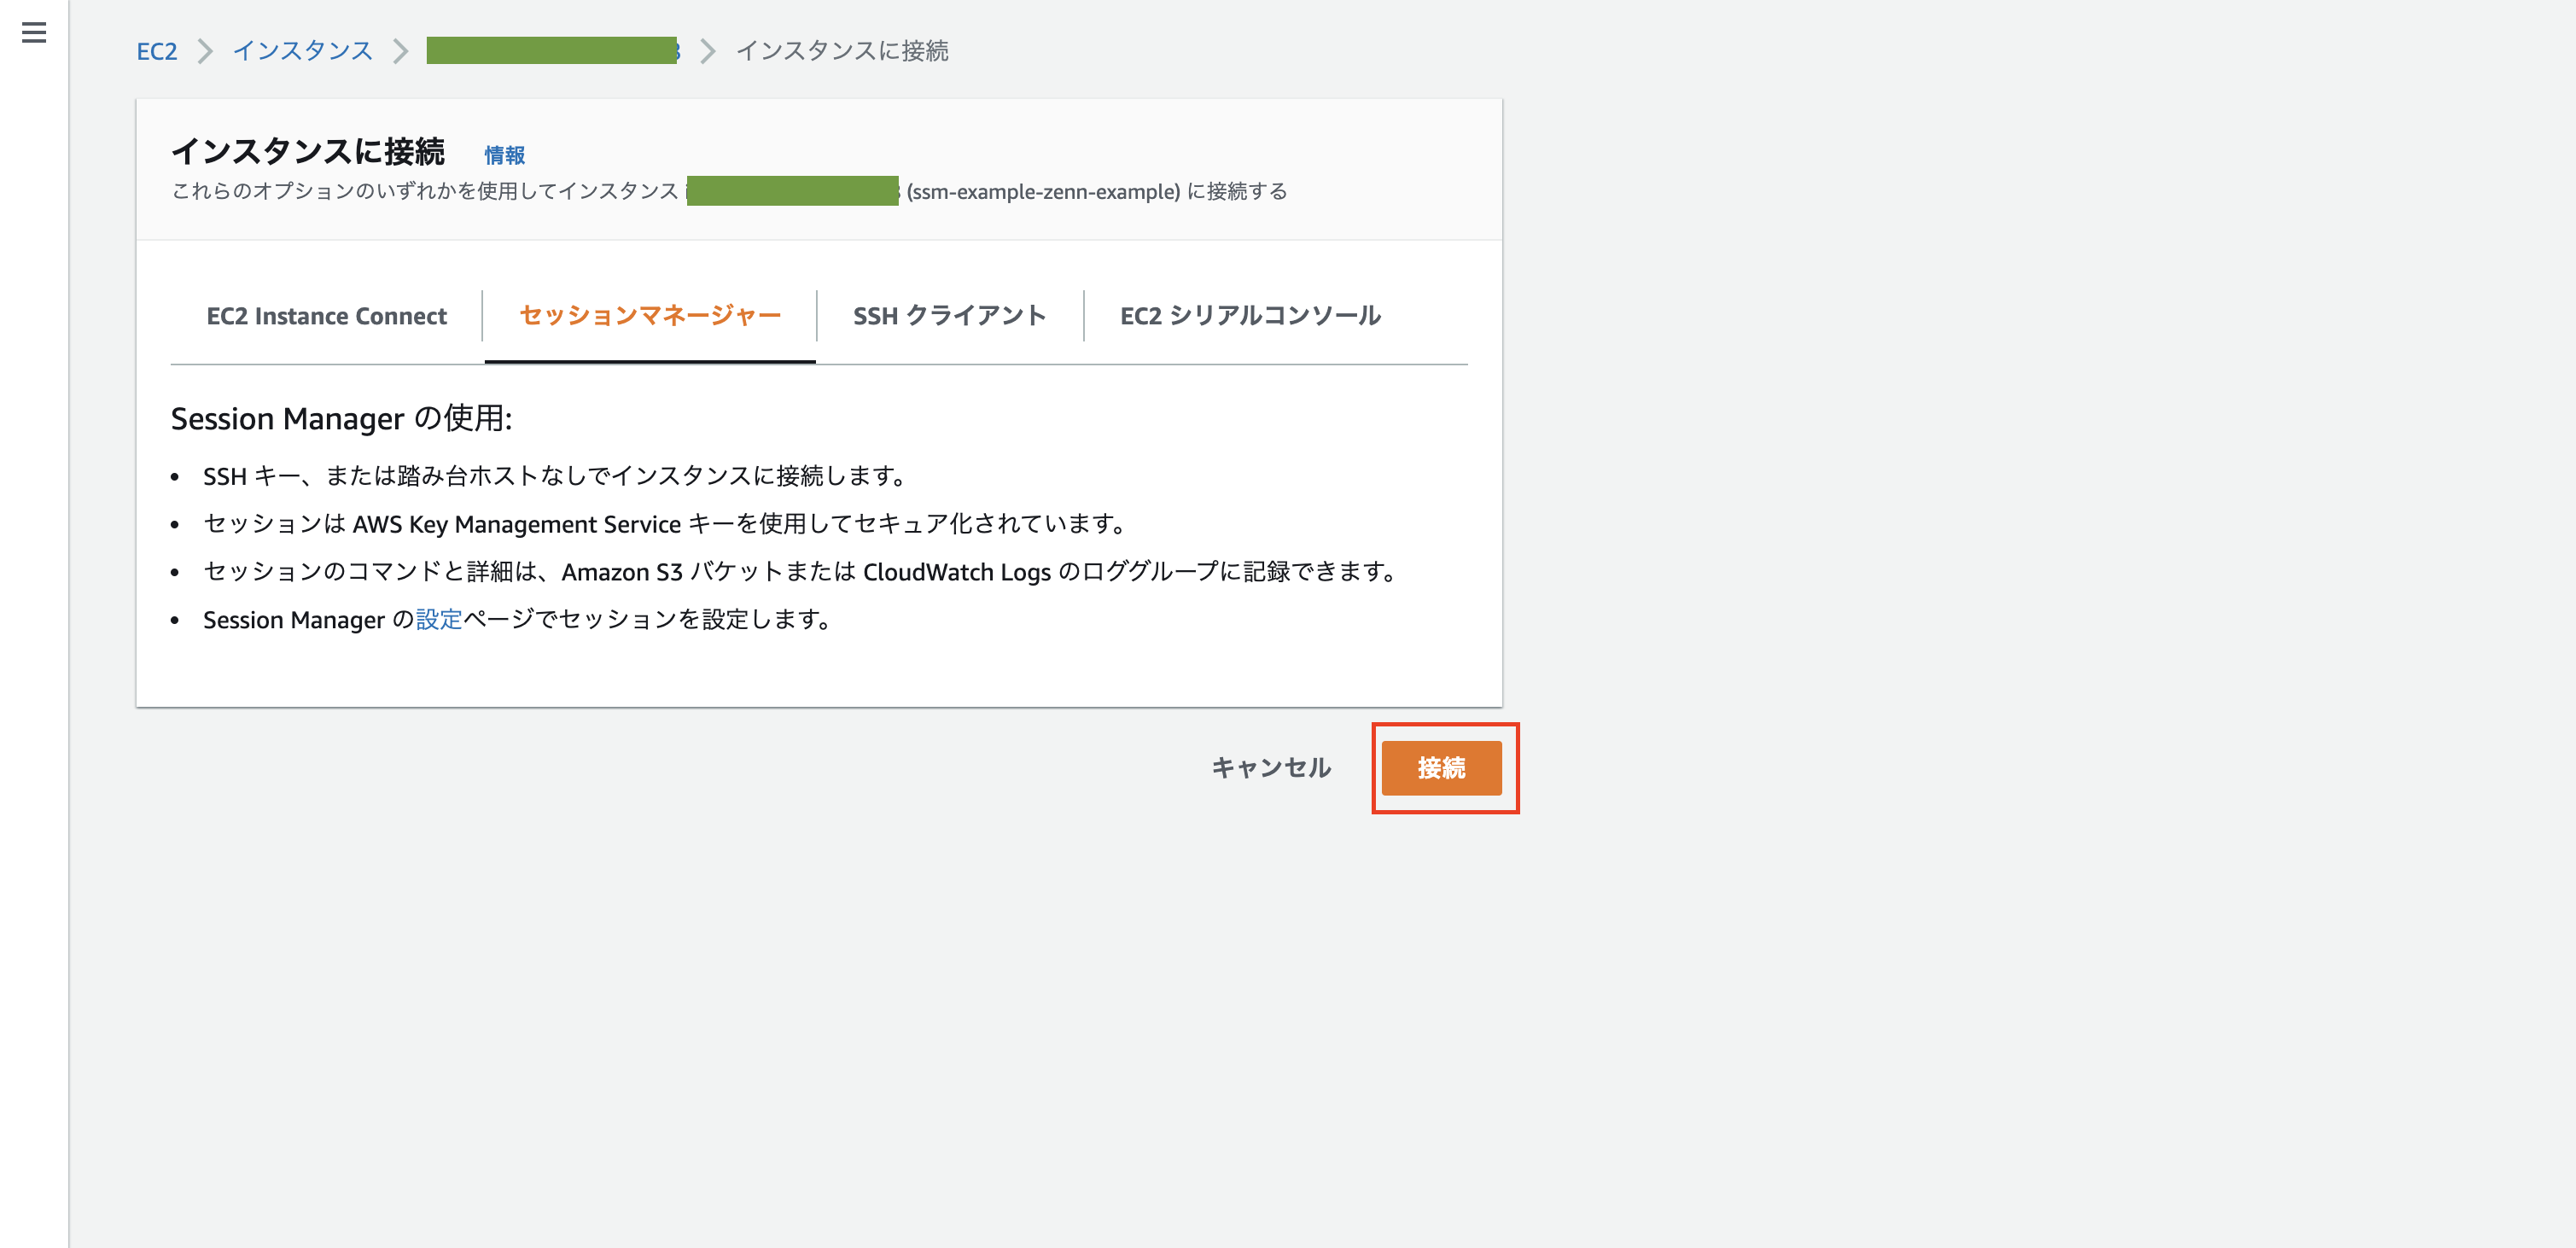 EC2 インスタンス インスタンスに接続
インスタンスに接続 情報
これらのオプションのいずれかを使用してインスタンス (ssm-example-zenn-example) に接続する
EC2 Instance Connect セッションマネージャー SSH クライアント EC2 シリアルコンソール
Session Manager の使用:
• SSH キー、または踏み台ホストなしでインスタンスに接続します。
• セッションは AWS Key Management Service キーを使用してセキュア化されています。
• セッションのコマンドと詳細は、Amazon S3 バケットまたは CloudWatch Logs のロググループに記録できます。
• Session Manager の設定ページでセッションを設定します。
キャンセル 接続